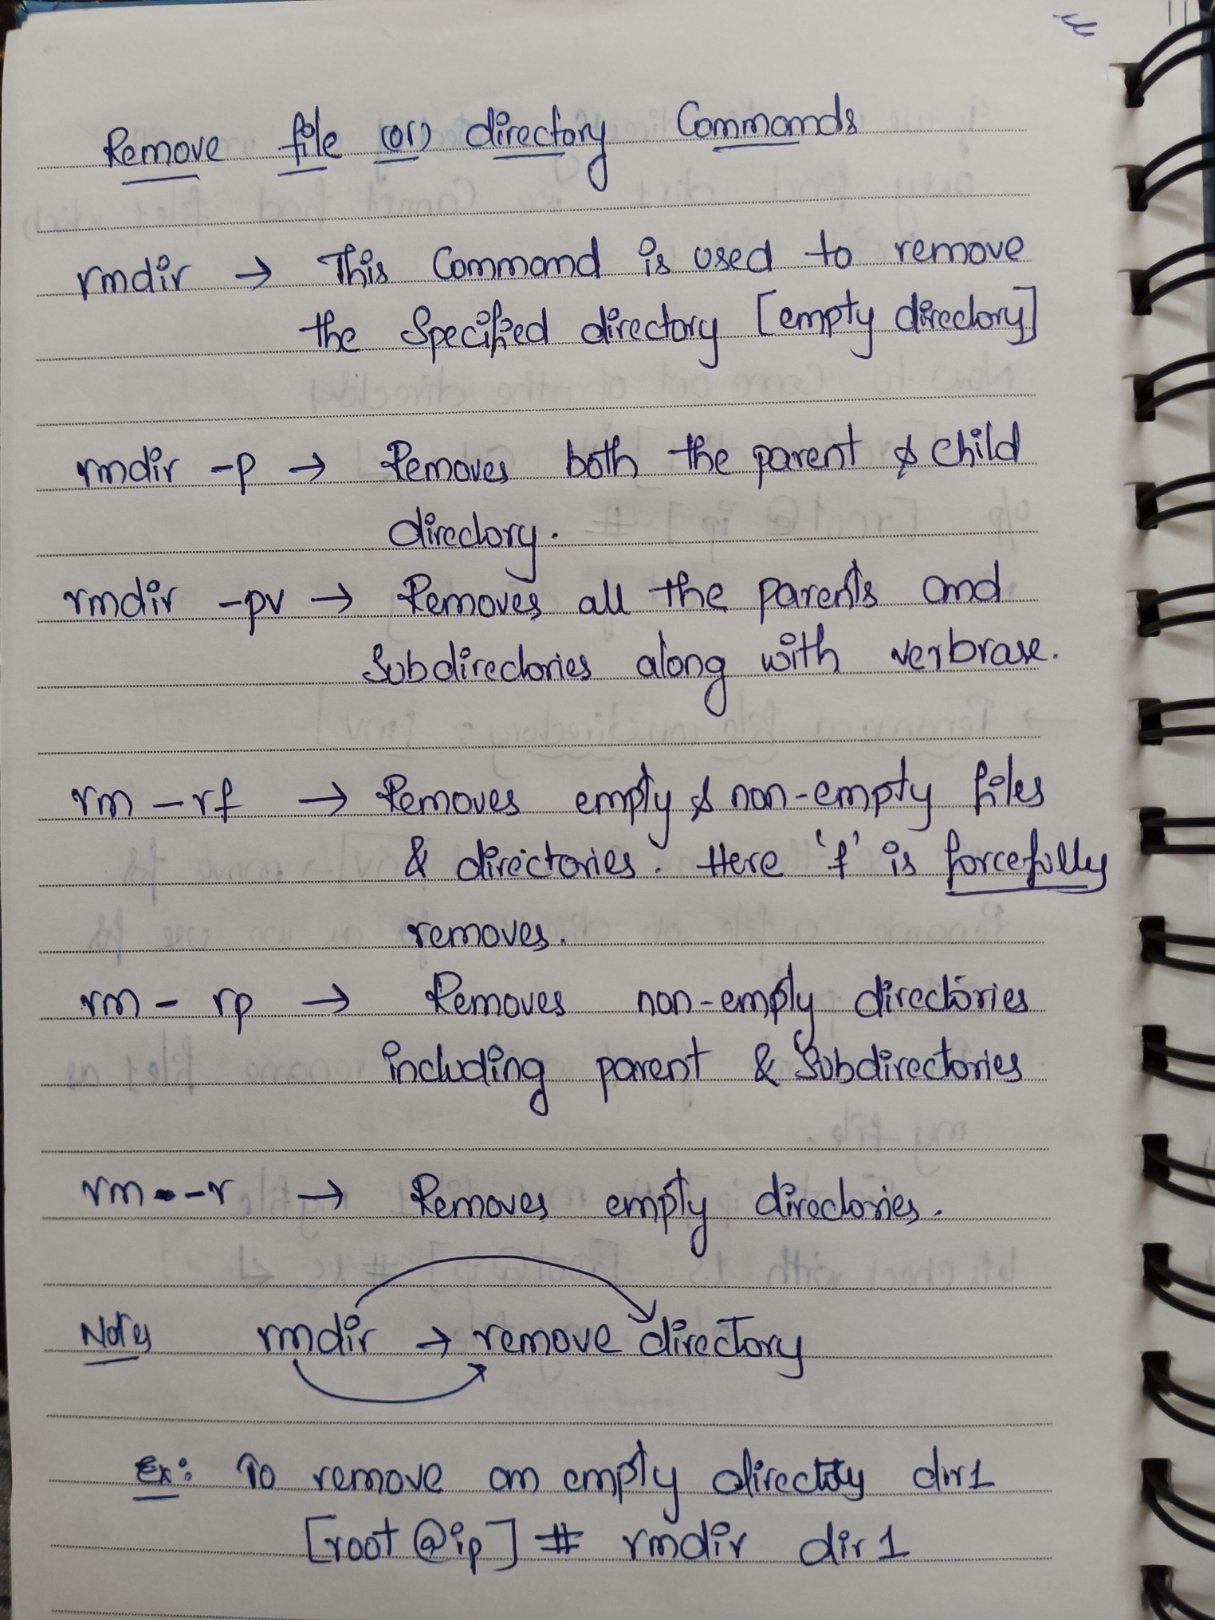 Remove file (or) directory Commands
rmdir → This Command is used to remove
the Specified directory [empty directory]
rmdir -p → Removes both the parent & child
directory.
rmdir -pv → Removes all the parents and
Subdirectories along with verbrase.
rm -rf → Removes empty & non-empty files
& directories. Here 'f' is forcefully
removes.
rm - rp → Removes non-empty directories
including parent & Subdirectories
rm -r → Removes empty directories.
Note rmdir → remove directory
Ex: To remove an empty directory dir1
[root @ip] # rmdir dir1